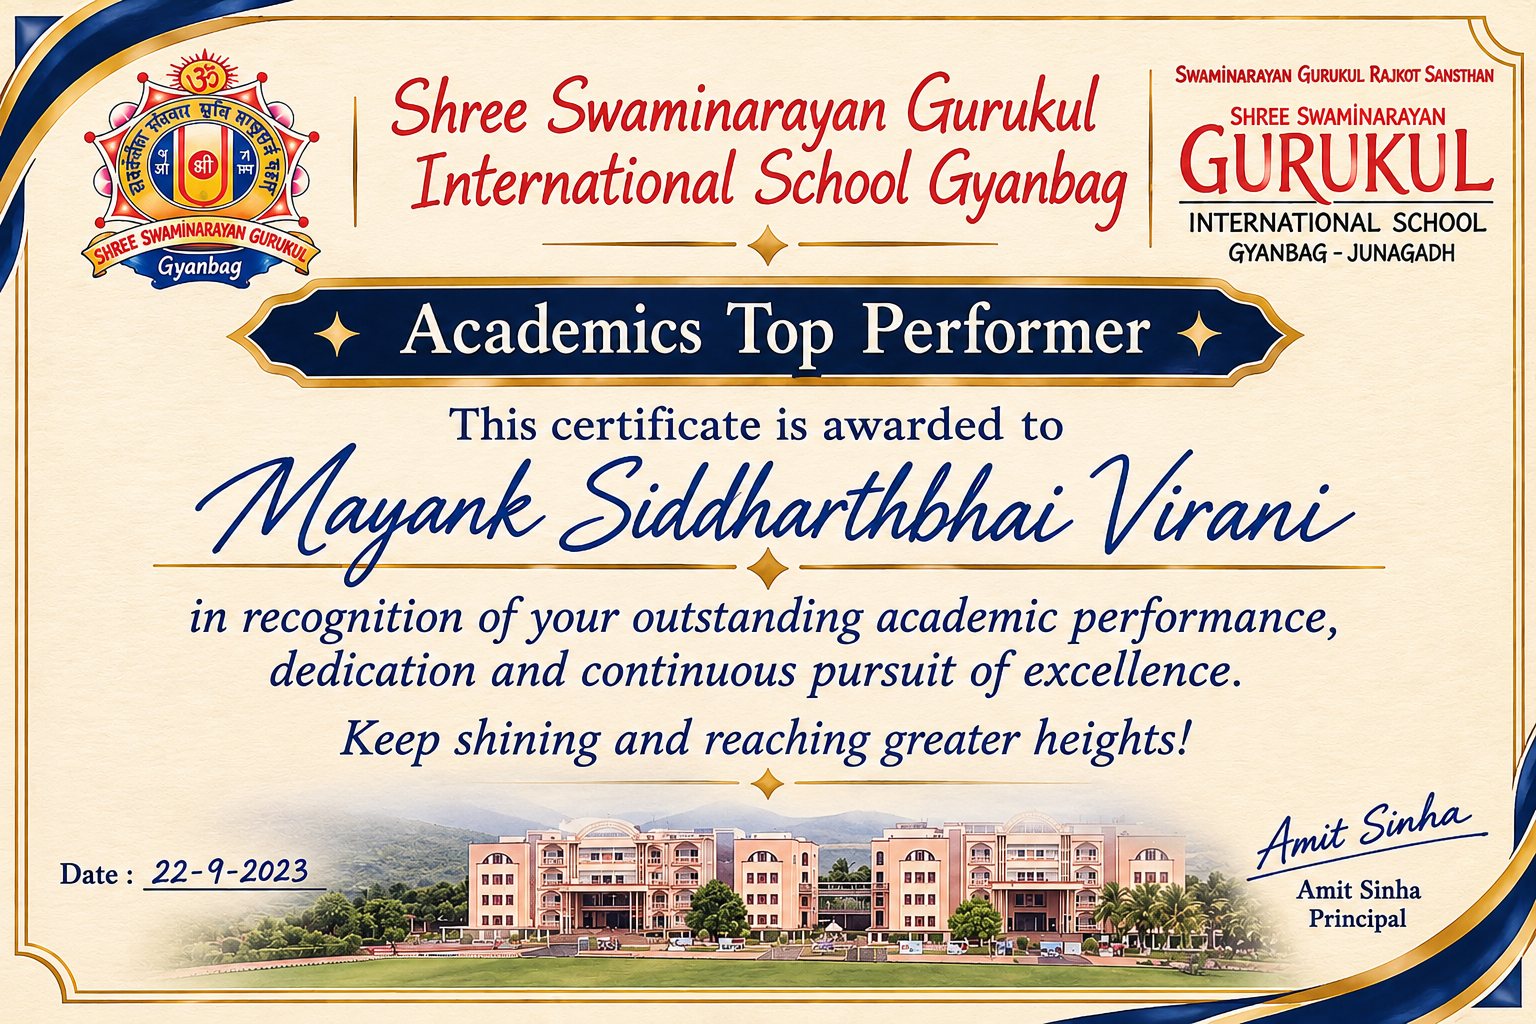 Shree Swaminarayan Gurukul
International School Gyanbag
SWAMINARAYAN GURUKUL RAJKOT SANSTHAN
SHREE SWAMINARAYAN
GURUKUL
INTERNATIONAL SCHOOL
GYANBAG - JUNAGADH
ॐ
श्री
SHREE SWAMINARAYAN GURUKUL
Gyanbag
Academics Top Performer
This certificate is awarded to
Mayank Siddharthbhai Virani
in recognition of your outstanding academic performance,
dedication and continuous pursuit of excellence.
Keep shining and reaching greater heights!
Date : 22-9-2023
Amit Sinha
Amit Sinha
Principal